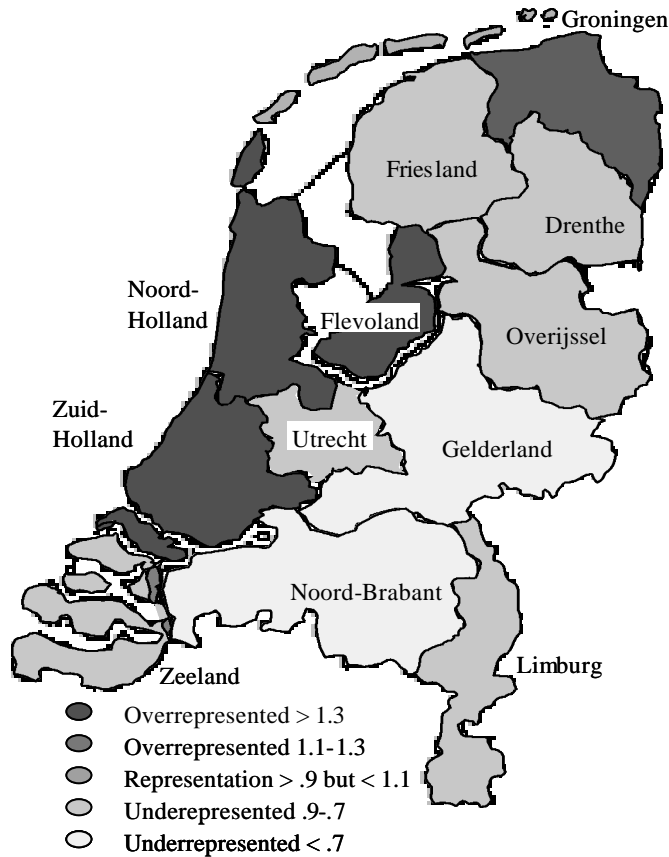 Groningen
Friesland
Drenthe
Noord-
Holland
Flevoland
Overijssel
Zuid-
Holland
Utrecht
Gelderland
Noord-Brabant
Limburg
Zeeland
Overrepresented > 1.3
Overrepresented 1.1-1.3
Representation > .9 but < 1.1
Underepresented .9-.7
Underrepresented < .7